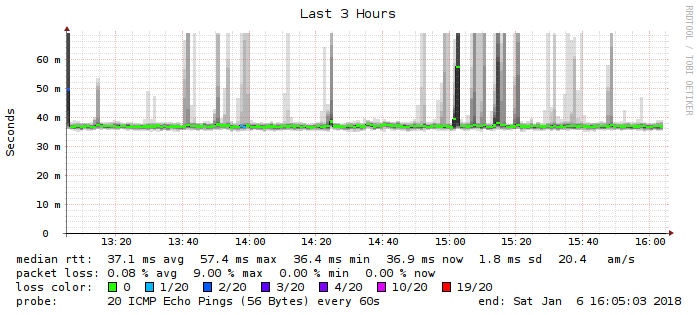 Last 3 Hours
RRDTOOL / TOBI OETIKER
Seconds
60 m
50 m
40 m
30 m
20 m
10 m
0
13:20 13:40 14:00 14:20 14:40 15:00 15:20 15:40 16:00
median rtt: 37.1 ms avg 57.4 ms max 36.4 ms min 36.9 ms now 1.8 ms sd 20.4 am/s
packet loss: 0.08 % avg 9.00 % max 0.00 % min 0.00 % now
loss color: 0 1/20 2/20 3/20 4/20 10/20 19/20
probe: 20 ICMP Echo Pings (56 Bytes) every 60s end: Sat Jan 6 16:05:03 2018